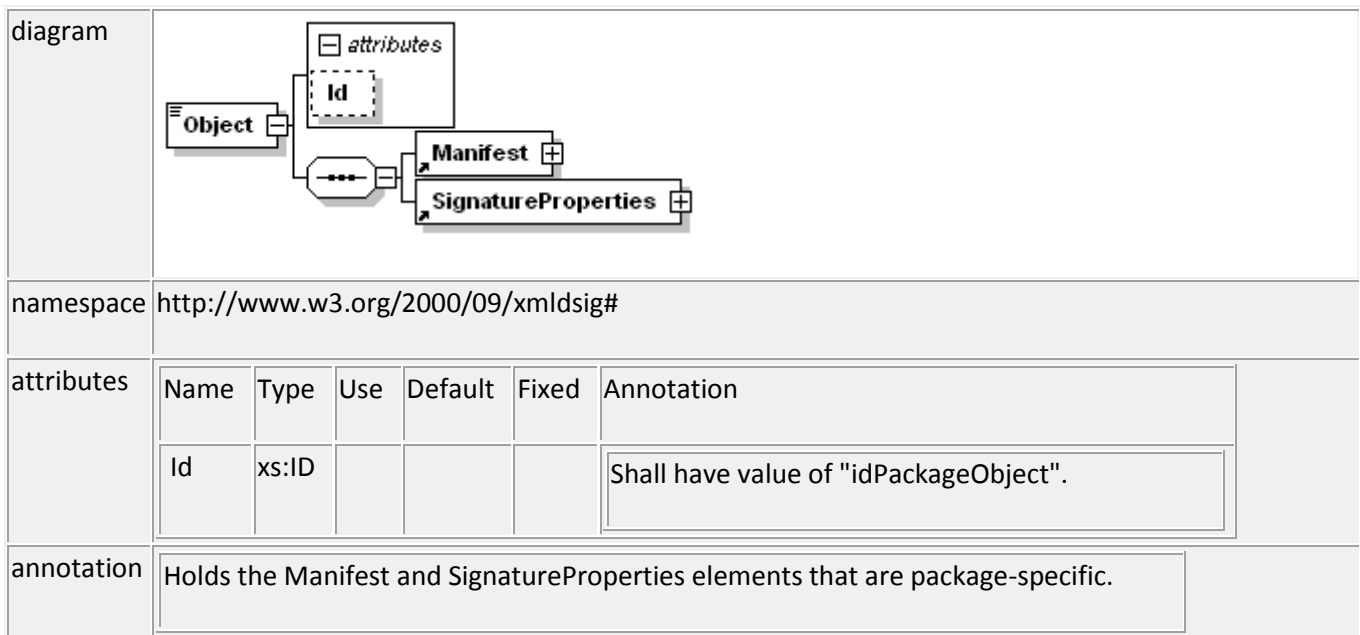 diagram
attributes
Id
Object
Manifest
SignatureProperties
namespace http://www.w3.org/2000/09/xmldsig#
attributes Name Type Use Default Fixed Annotation
Id xs:ID Shall have value of "idPackageObject".
annotation Holds the Manifest and SignatureProperties elements that are package-specific.